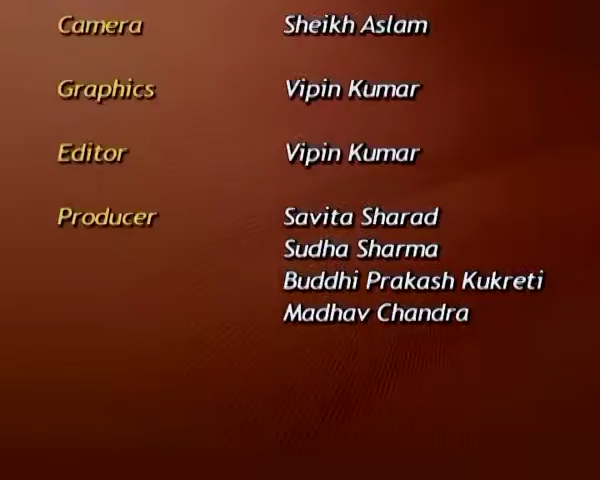 Camera Sheikh Aslam
Graphics Vipin Kumar
Editor Vipin Kumar
Producer Savita Sharad
Sudha Sharma
Buddhi Prakash Kukreti
Madhav Chandra